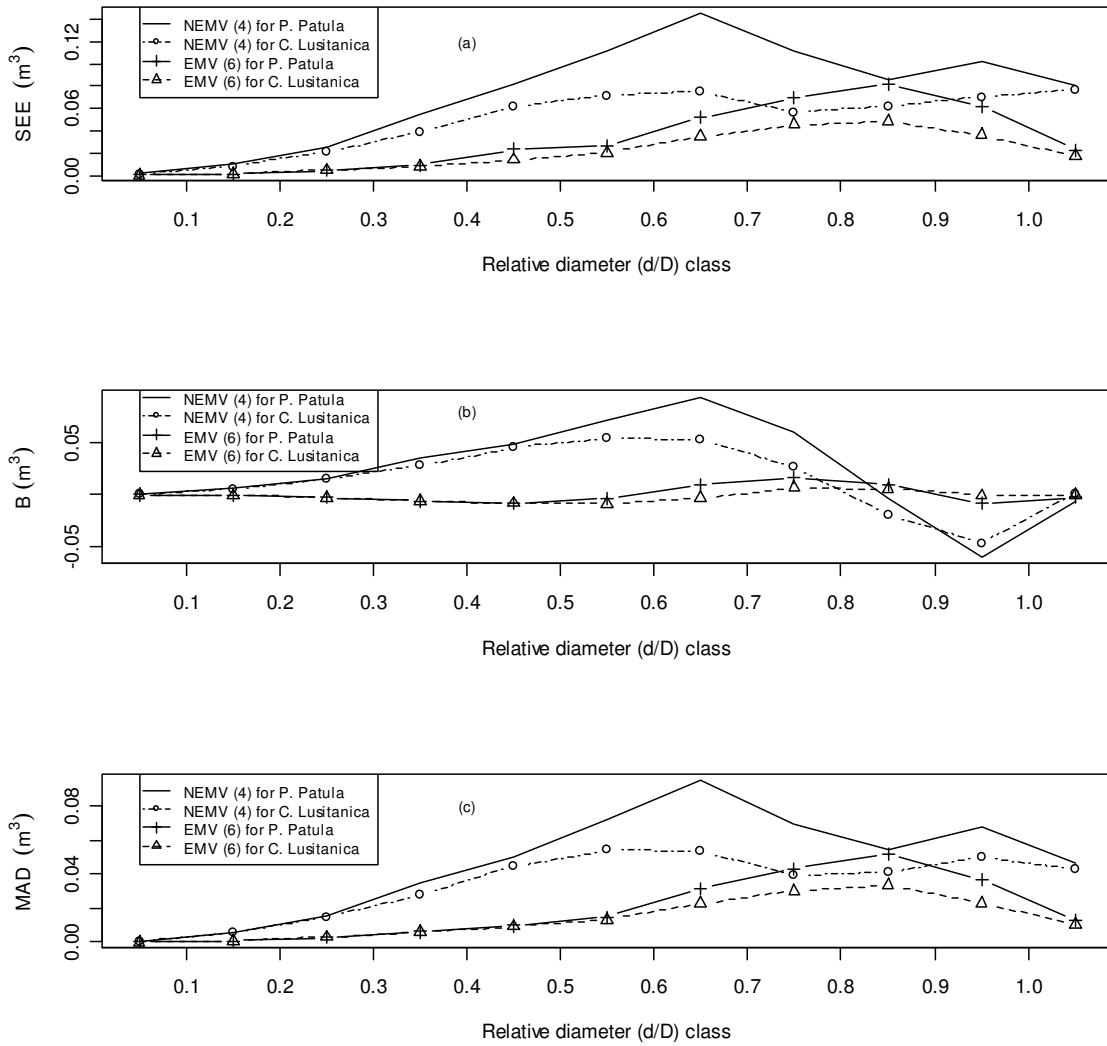 NEMV (4) for P. Patula
NEMV (4) for C. Lusitanica
EMV (6) for P. Patula
EMV (6) for C. Lusitanica
(a)
SEE (m³)
0.12
0.06
0.00
0.1 0.2 0.3 0.4 0.5 0.6 0.7 0.8 0.9 1.0
Relative diameter (d/D) class
NEMV (4) for P. Patula
NEMV (4) for C. Lusitanica
EMV (6) for P. Patula
EMV (6) for C. Lusitanica
(b)
B (m³)
0.05
-0.05
0.1 0.2 0.3 0.4 0.5 0.6 0.7 0.8 0.9 1.0
Relative diameter (d/D) class
NEMV (4) for P. Patula
NEMV (4) for C. Lusitanica
EMV (6) for P. Patula
EMV (6) for C. Lusitanica
(c)
MAD (m³)
0.08
0.04
0.00
0.1 0.2 0.3 0.4 0.5 0.6 0.7 0.8 0.9 1.0
Relative diameter (d/D) class